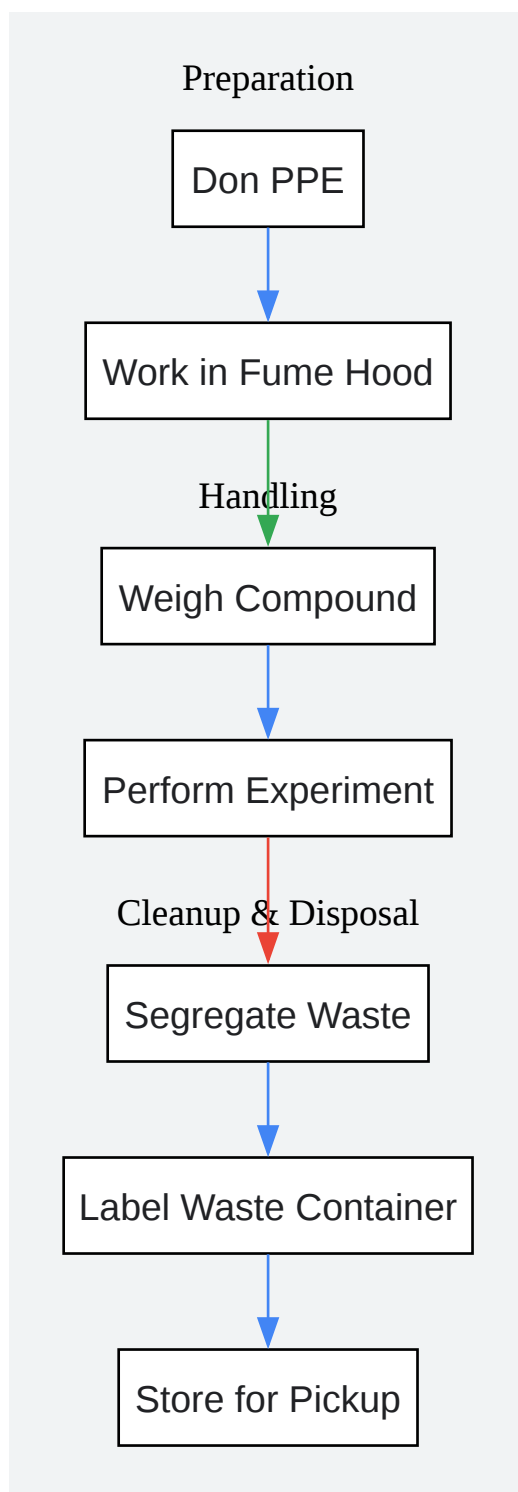 Preparation
Don PPE
Work in Fume Hood
Handling
Weigh Compound
Perform Experiment
Cleanup & Disposal
Segregate Waste
Label Waste Container
Store for Pickup